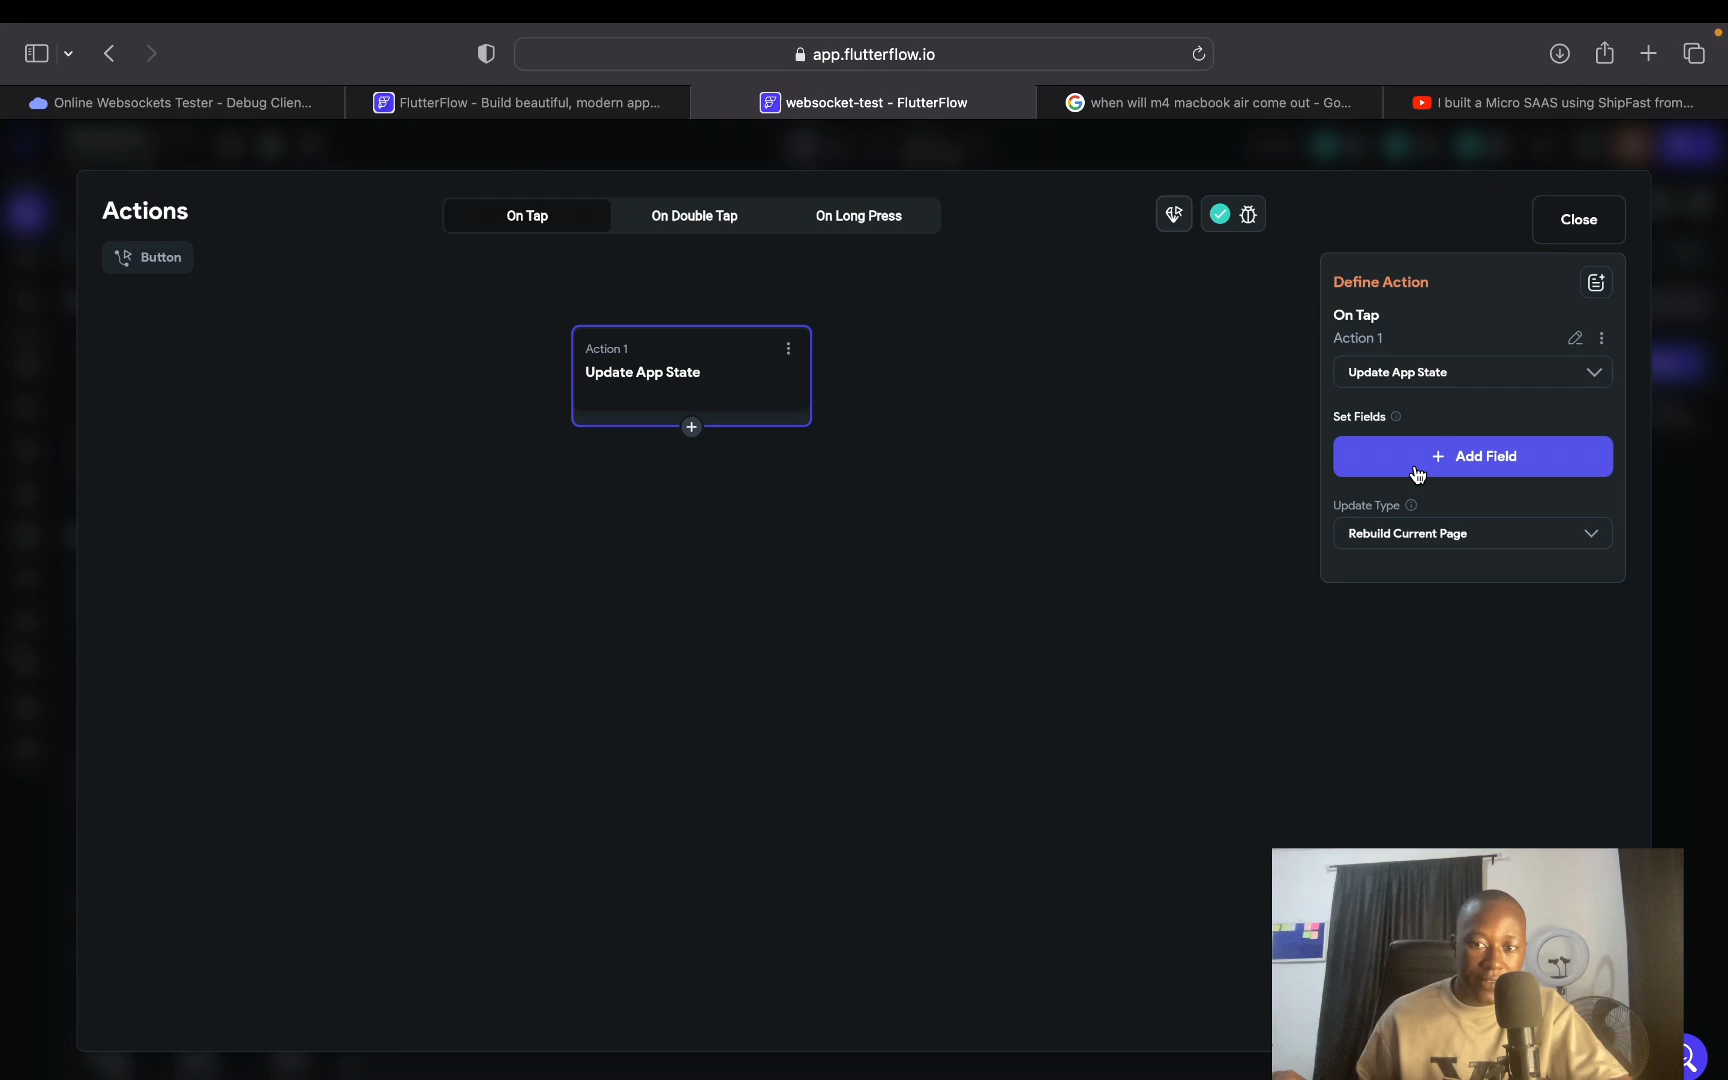 app.flutterflow.io
Online Websockets Tester - Debug Clien...
FlutterFlow - Build beautiful, modern app...
websocket-test - FlutterFlow
when will m4 macbook air come out - Go...
I built a Micro SAAS using ShipFast from...
Actions
On Tap
On Double Tap
On Long Press
Close
Button
Define Action
On Tap
Action 1
Update App State
Set Fields
+ Add Field
Update Type
Rebuild Current Page
Action 1
Update App State